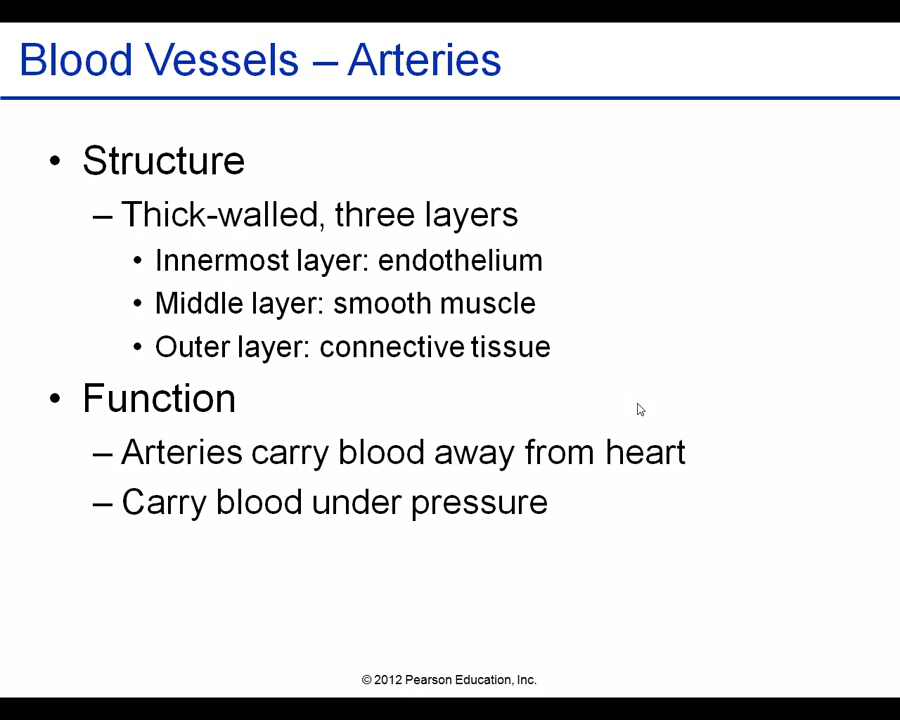 Blood Vessels – Arteries
• Structure
– Thick-walled, three layers
• Innermost layer: endothelium
• Middle layer: smooth muscle
• Outer layer: connective tissue
• Function
– Arteries carry blood away from heart
– Carry blood under pressure
© 2012 Pearson Education, Inc.